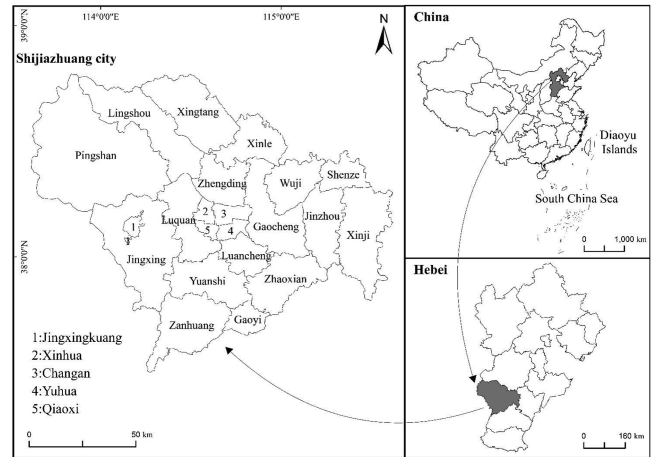 114°0'0"E
115°0'0"E
39°0'0"N
N
Shijiazhuang city
Lingshou
Xingtang
Xinle
Pingshan
Zhengding
Wuji
Shenze
Luquan
2
3
Gaocheng
Jinzhou
Xinji
1
1
5
4
38°0'0"N
Jingxing
Luancheng
Yuanshi
Zhaoxian
Zanhuang
Gaoyi
1:Jingxingkuang
2:Xinhua
3:Changan
4:Yuhua
5:Qiaoxi
0 50 km
China
Diaoyu
Islands
South China Sea
0 1,000 km
Hebei
0 160 km